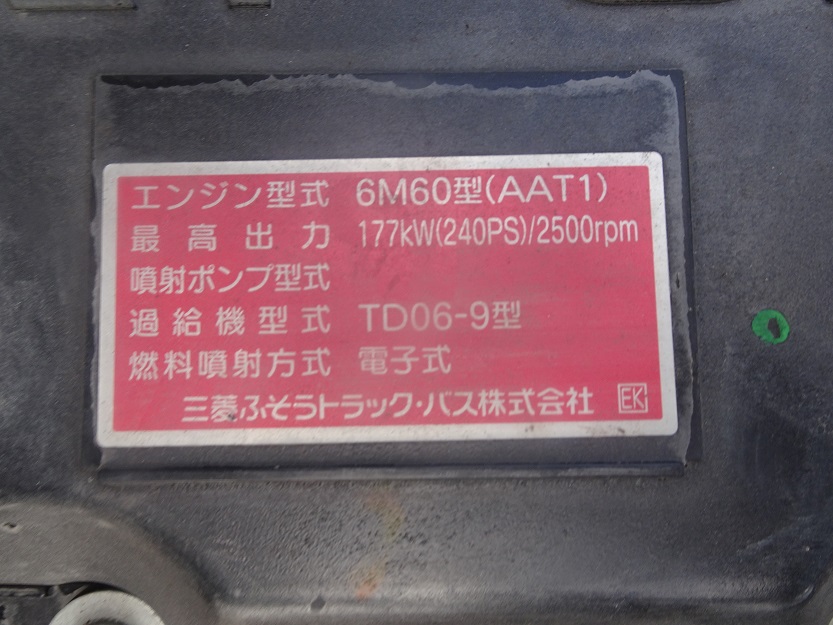 エンジン型式 6M60型(AAT1)
最高出力 177kW(240PS)/2500rpm
噴射ポンプ型式
過給機型式 TD06-9型
燃料噴射方式 電子式
三菱ふそうトラック・バス株式会社 EK